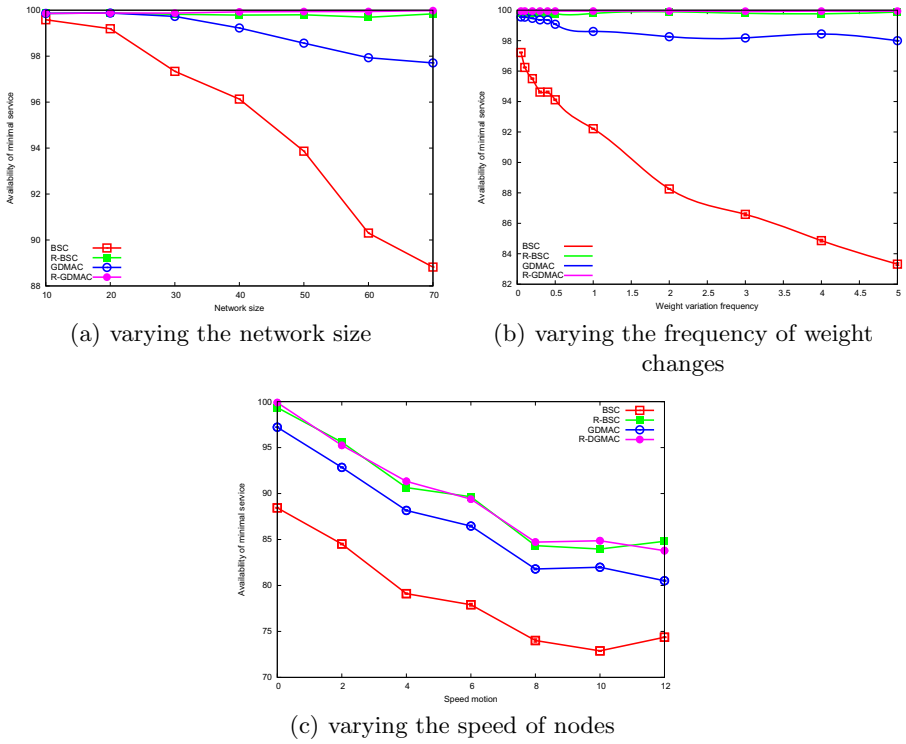 100
98
96
94
92
90
88
Availability of minimal service
BSC
R-BSC
GDMAC
R-GDMAC
10 20 30 40 50 60 70
Network size
(a) varying the network size
100
98
96
94
92
90
88
86
84
82
Availability of minimal service
BSC
R-BSC
GDMAC
R-GDMAC
0 0.5 1 1.5 2 2.5 3 3.5 4 4.5 5
Weight variation frequency
(b) varying the frequency of weight
changes
100
95
90
85
80
75
70
Availability of minimal service
BSC
R-BSC
GDMAC
R-DGMAC
0 2 4 6 8 10 12
Speed motion
(c) varying the speed of nodes